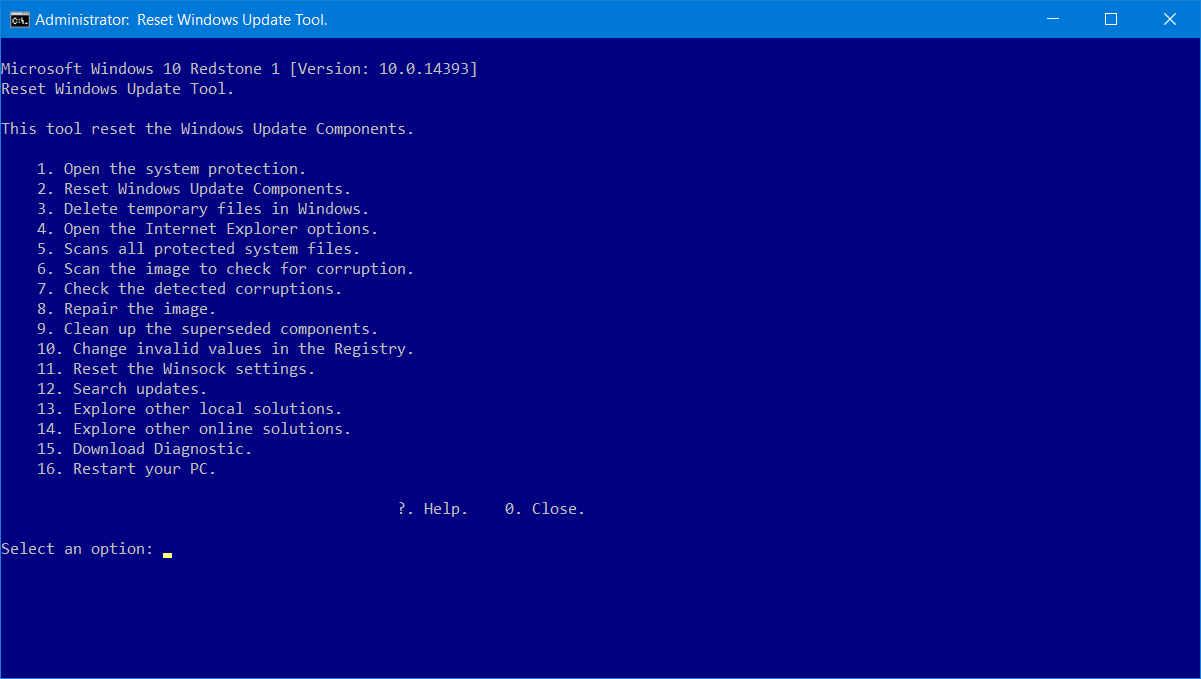 Administrator: Reset Windows Update Tool.
Microsoft Windows 10 Redstone 1 [Version: 10.0.14393]
Reset Windows Update Tool.
This tool reset the Windows Update Components.
1. Open the system protection.
2. Reset Windows Update Components.
3. Delete temporary files in Windows.
4. Open the Internet Explorer options.
5. Scans all protected system files.
6. Scan the image to check for corruption.
7. Check the detected corruptions.
8. Repair the image.
9. Clean up the superseded components.
10. Change invalid values in the Registry.
11. Reset the Winsock settings.
12. Search updates.
13. Explore other local solutions.
14. Explore other online solutions.
15. Download Diagnostic.
16. Restart your PC.
?. Help.    0. Close.
Select an option: